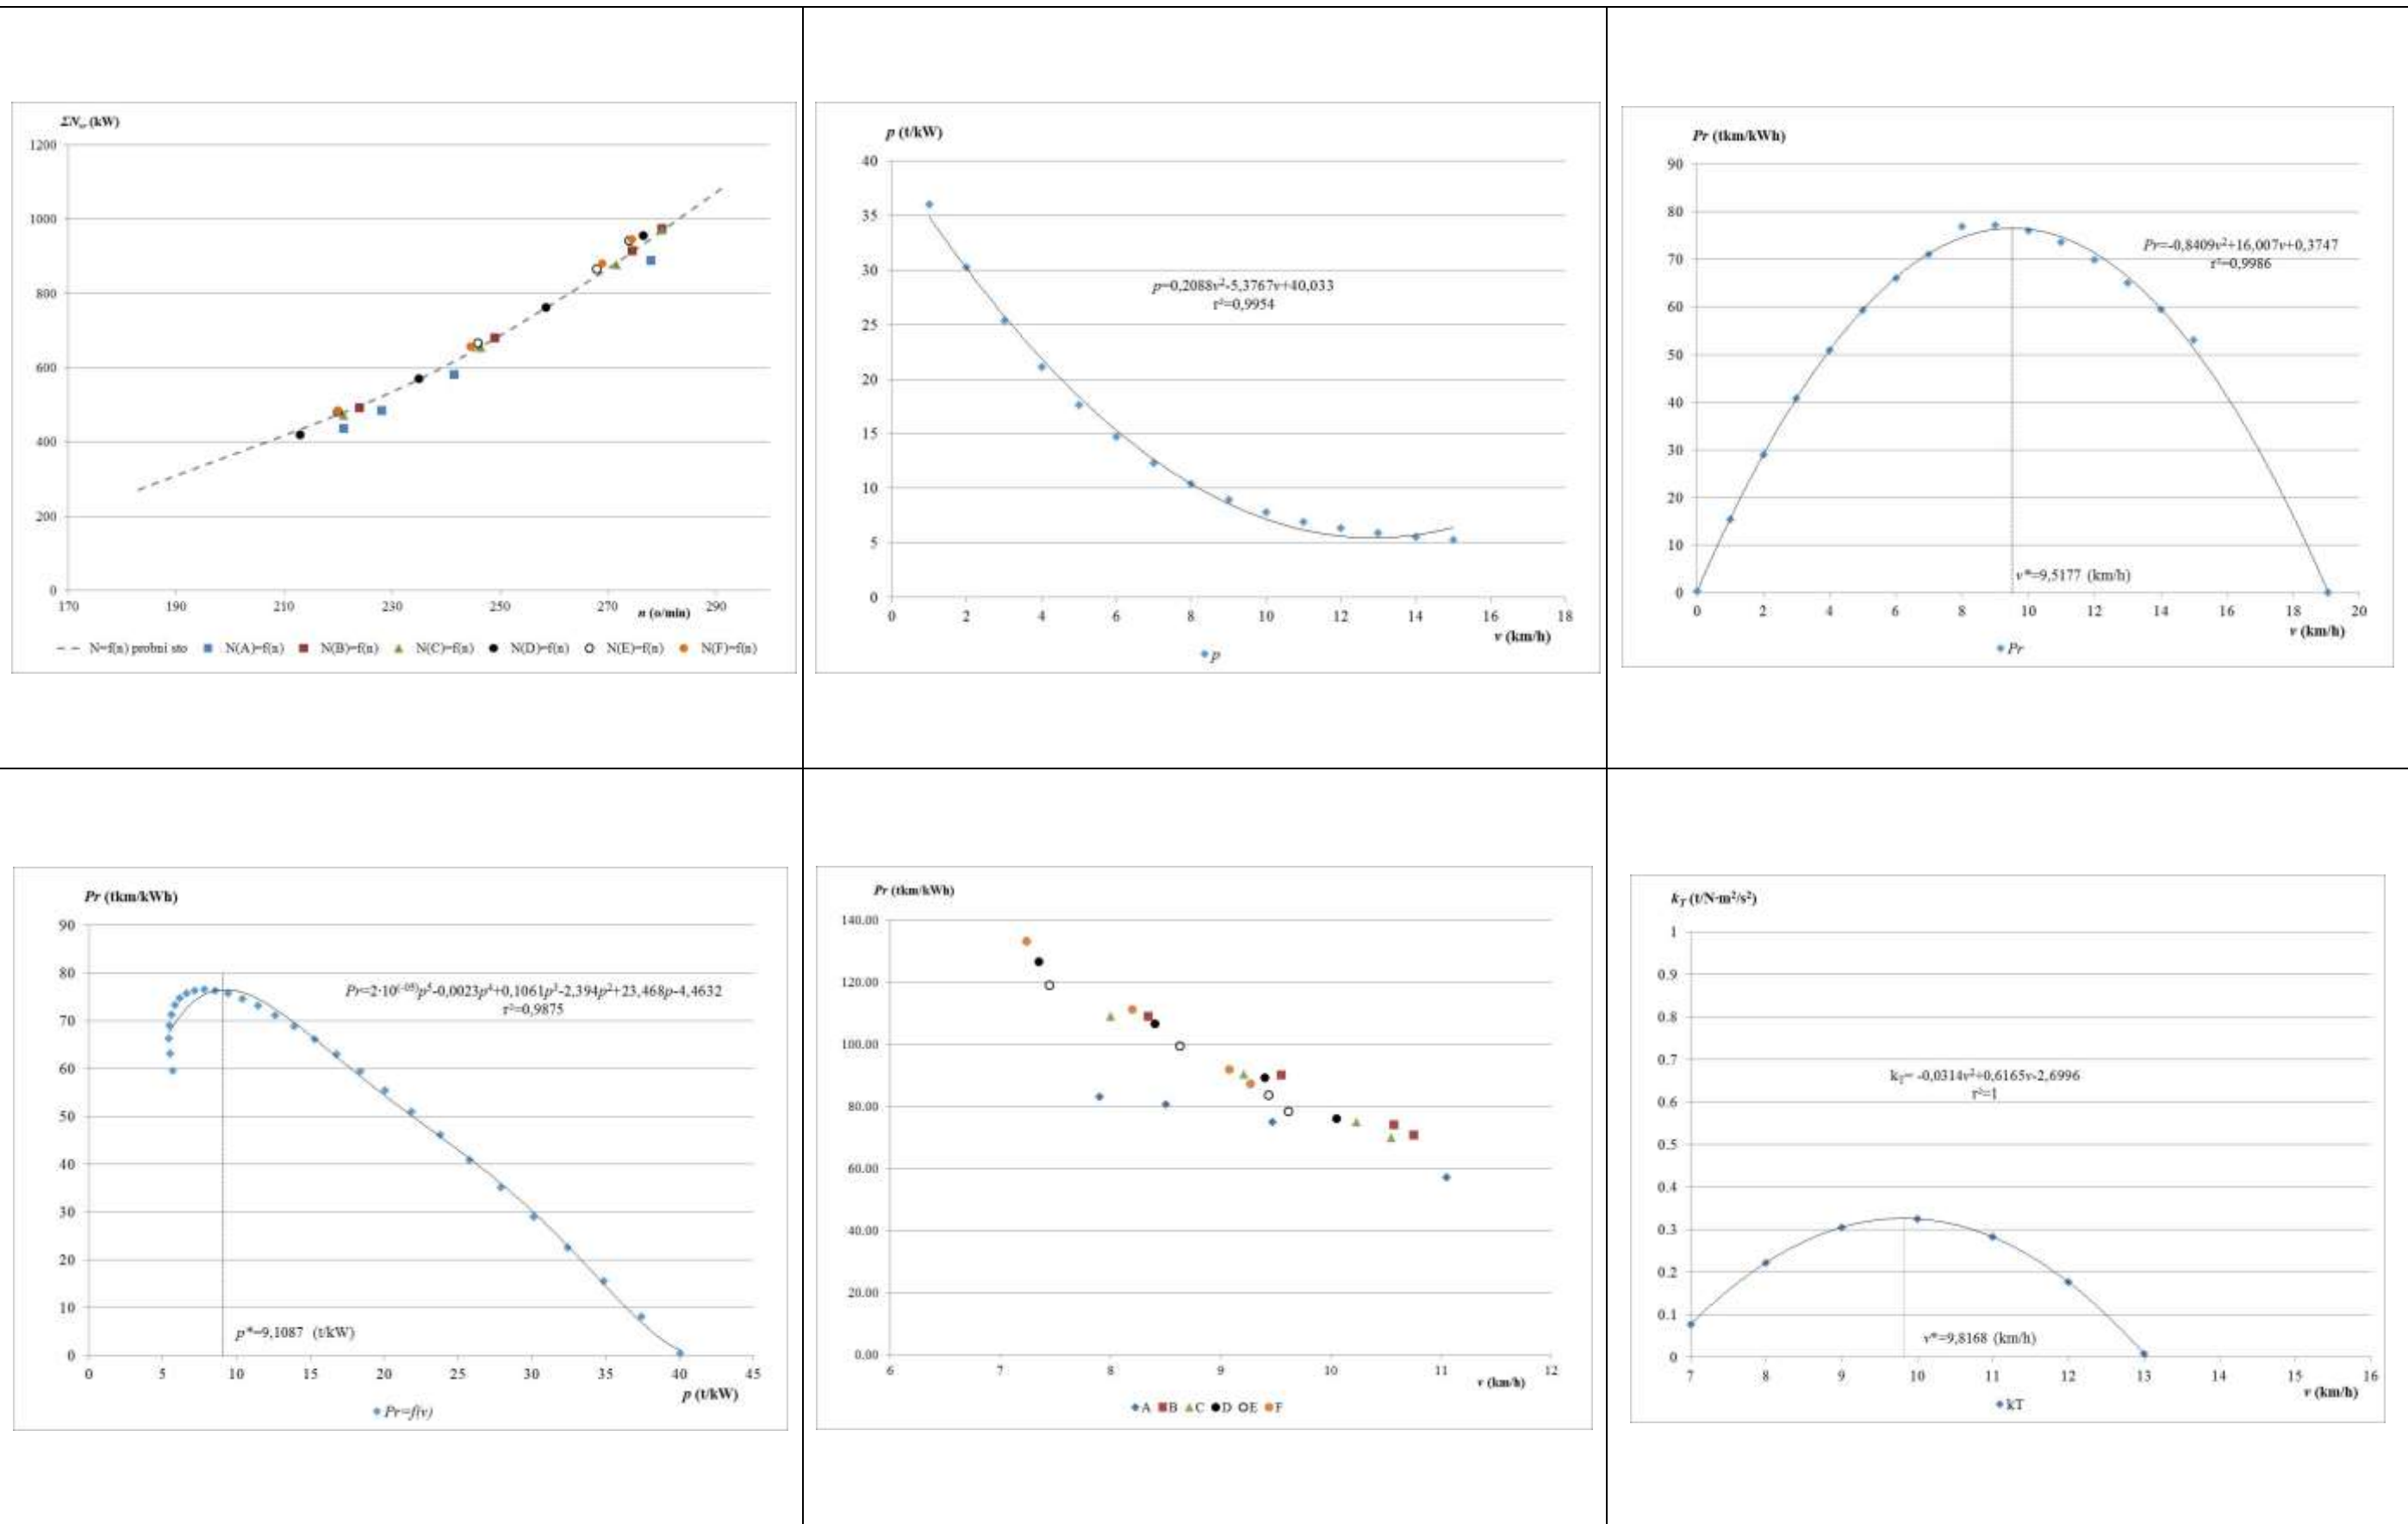 ΣNsr (kW)
1200
1000
800
600
400
200
0
170 190 210 230 250 270 290
n (o/min)
N=f(n) probni sto N(A)=f(n) N(B)=f(n) N(C)=f(n) N(D)=f(n) N(E)=f(n) N(F)=f(n)
p (t/kW)
40
35
30
25
20
15
10
5
0
p=0,2088v²-5,3767v+40,033
r²=0,9954
0 2 4 6 8 10 12 14 16 18
v (km/h)
p
Pr (tkm/kWh)
90
80
70
60
50
40
30
20
10
0
Pr=-0,8409v²+16,007v+0,3747
r²=0,9986
v*=9,5177 (km/h)
0 2 4 6 8 10 12 14 16 18 20
v (km/h)
Pr
Pr (tkm/kWh)
90
80
70
60
50
40
30
20
10
0
Pr=2·10^(-05)p⁵-0,0023p⁴+0,1061p³-2,394p²+23,468p-4,4632
r²=0,9875
p*=9,1087 (t/kW)
0 5 10 15 20 25 30 35 40 45
p (t/kW)
Pr=f(v)
Pr (tkm/kWh)
140.00
120.00
100.00
80.00
60.00
40.00
20.00
0.00
6 7 8 9 10 11 12
v (km/h)
A B C D E F
kT (t/N·m²/s²)
1
0.9
0.8
0.7
0.6
0.5
0.4
0.3
0.2
0.1
0
kT= -0,0314v²+0,6165v-2,6996
r²=1
v*=9,8168 (km/h)
7 8 9 10 11 12 13 14 15 16
v (km/h)
kT